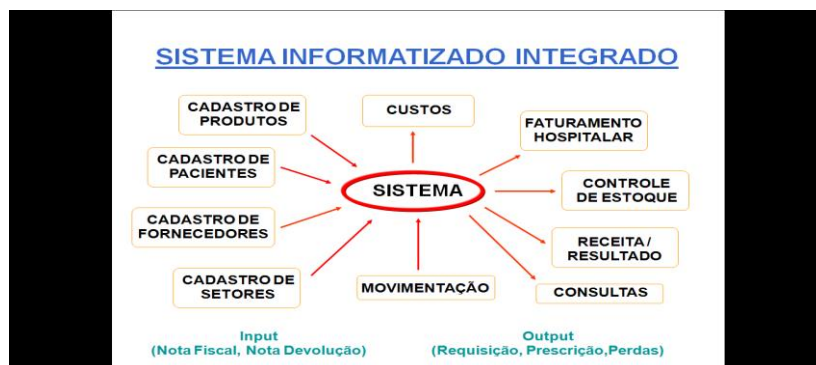 SISTEMA INFORMATIZADO INTEGRADO
CADASTRO DE
PRODUTOS
CUSTOS
FATURAMENTO
HOSPITALAR
CADASTRO DE
PACIENTES
SISTEMA
CONTROLE
DE ESTOQUE
CADASTRO DE
FORNECEDORES
RECEITA /
RESULTADO
CADASTRO DE
SETORES
MOVIMENTAÇÃO
CONSULTAS
Input
(Nota Fiscal, Nota Devolução)
Output
(Requisição, Prescrição,Perdas)